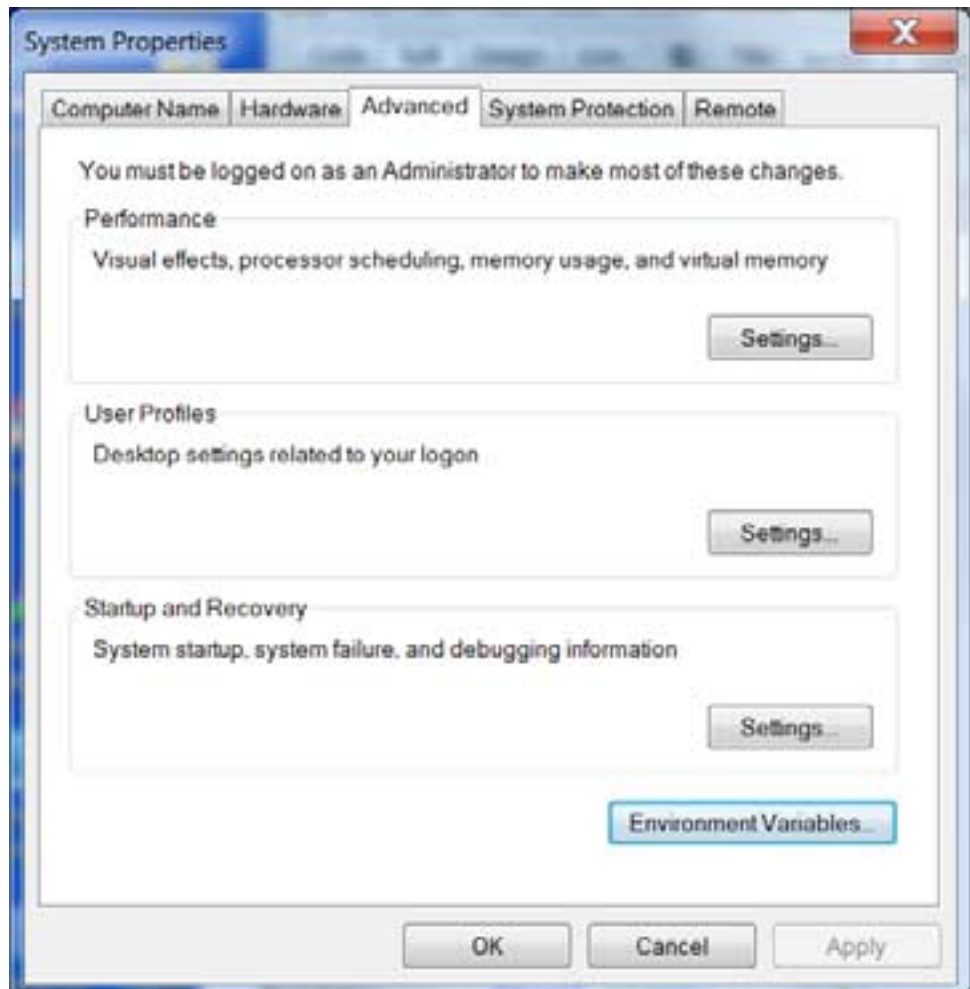 System Properties
Computer Name
Hardware
Advanced
System Protection
Remote
You must be logged on as an Administrator to make most of these changes.
Performance
Visual effects, processor scheduling, memory usage, and virtual memory
Settings...
User Profiles
Desktop settings related to your logon
Settings...
Startup and Recovery
System startup, system failure, and debugging information
Settings...
Environment Variables...
OK
Cancel
Apply